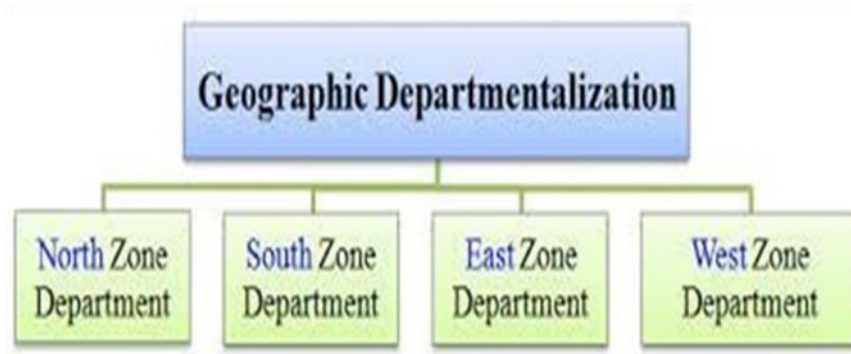 Geographic Departmentalization
North Zone
Department
South Zone
Department
East Zone
Department
West Zone
Department